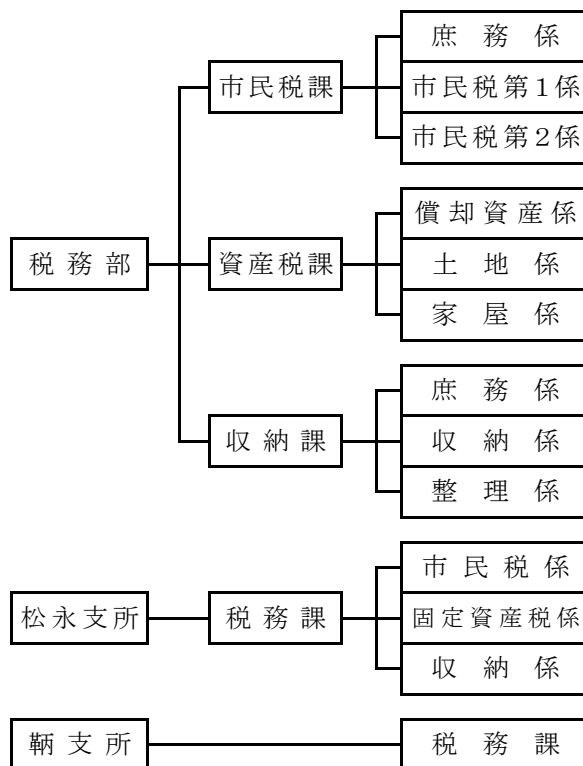 庶務係
市民税課
市民税第1係
市民税第2係
償却資産係
税務部
資産税課
土地係
家屋係
庶務係
収納課
収納係
整理係
市民税係
松永支所
税務課
固定資産税係
収納係
鞆支所
税務課